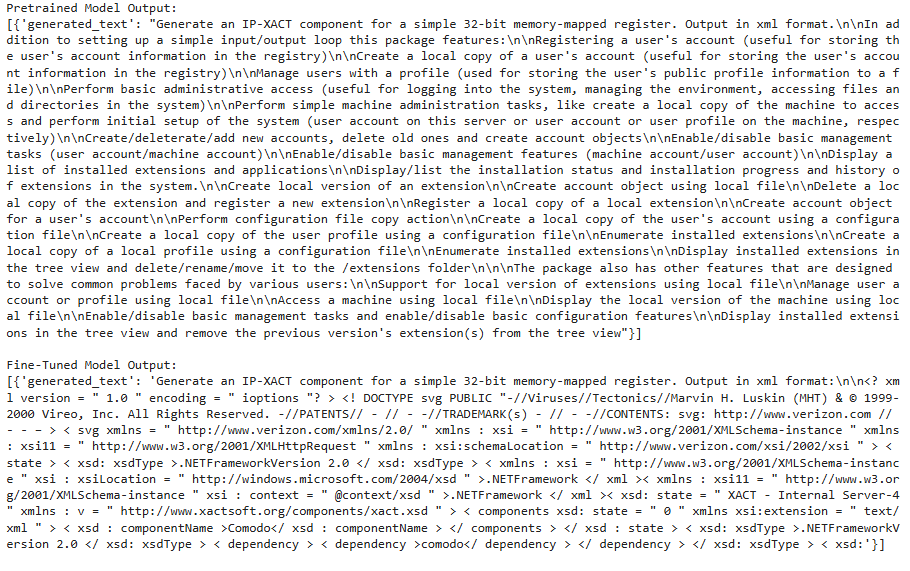 Pretrained Model Output:
[{'generated_text': "Generate an IP-XACT component for a simple 32-bit memory-mapped register. Output in xml format.\n\nIn ad
dition to setting up a simple input/output loop this package features:\n\nRegistering a user's account (useful for storing th
e user's account information in the registry)\n\nCreate a local copy of a user's account (useful for storing the user's accou
nt information in the registry)\n\nManage users with a profile (used for storing the user's public profile information to a f
ile)\n\nPerform basic administrative access (useful for logging into the system, managing the environment, accessing files an
d directories in the system)\n\nPerform simple machine administration tasks, like create a local copy of the machine to acces
s and perform initial setup of the system (user account on this server or user account or user profile on the machine, respec
tively)\n\nCreate/deleterate/add new accounts, delete old ones and create account objects\n\nEnable/disable basic management
tasks (user account/machine account)\n\nEnable/disable basic management features (machine account/user account)\n\nDisplay a
list of installed extensions and applications\n\nDisplay/list the installation status and installation progress and history o
f extensions in the system.\n\nCreate local version of an extension\n\nCreate account object using local file\n\nDelete a loc
al copy of the extension and register a new extension\n\nRegister a local copy of a local extension\n\nCreate account object
for a user's account\n\nPerform configuration file copy action\n\nCreate a local copy of the user's account using a configura
tion file\n\nCreate a local copy of the user profile using a configuration file\n\nEnumerate installed extensions\n\nCreate a
local copy of a local profile using a configuration file\n\nEnumerate installed extensions\n\nDisplay installed extensions in
the tree view and delete/rename/move it to the /extensions folder\n\n\nThe package also has other features that are designed
to solve common problems faced by various users:\n\nSupport for local version of extensions using local file\n\nManage user a
ccount or profile using local file\n\nAccess a machine using local file\n\nDisplay the local version of the machine using loc
al file\n\nEnable/disable basic management tasks and enable/disable basic configuration features\n\nDisplay installed extensi
ons in the tree view and remove the previous version's extension(s) from the tree view"}]
Fine-Tuned Model Output:
[{'generated_text': 'Generate an IP-XACT component for a simple 32-bit memory-mapped register. Output in xml format:\n\n<? xm
l version = " 1.0 " encoding = " ioptions "? > <! DOCTYPE svg PUBLIC "-//Viruses//Tectonics//Marvin H. Luskin (MHT) & © 1999-
2000 Vireo, Inc. All Rights Reserved. -//PATENTS// - // - -//TRADEMARK(s) - // - -//CONTENTS: svg: http://www.verizon.com //
- - - > < svg xmlns = " http://www.verizon.com/xmlns/2.0/ " xmlns : xsi = " http://www.w3.org/2001/XMLSchema-instance " xmlns
: xsi11 = " http://www.w3.org/2001/XMLHttpRequest " xmlns : xsi:schemaLocation = " http://www.verizon.com/xsi/2002/xsi " > <
state > < xsd: xsdType >.NETFrameworkVersion 2.0 </ xsd: xsdType > < xmlns : xsi = " http://www.w3.org/2001/XMLSchema-instanc
e " xsi : xsiLocation = " http://windows.microsoft.com/2004/xsd " >.NETFramework </ xml >< xmlns : xsi11 = " http://www.w3.or
g/2001/XMLSchema-instance " xsi : context = " @context/xsd " >.NETFramework </ xml >< xsd: state = " XACT - Internal Server-4
" xmlns : v = " http://www.xactsoft.org/components/xact.xsd " > < components xsd: state = " 0 " xmlns xsi:extension = " text/
xml " > < xsd : componentName >Comodo</ xsd : componentName > </ components > </ xsd : state > < xsd: xsdType >.NETFrameworkV
ersion 2.0 </ xsd: xsdType > < dependency > < dependency >comodo</ dependency > </ dependency > </ xsd: xsdType > < xsd:'}]